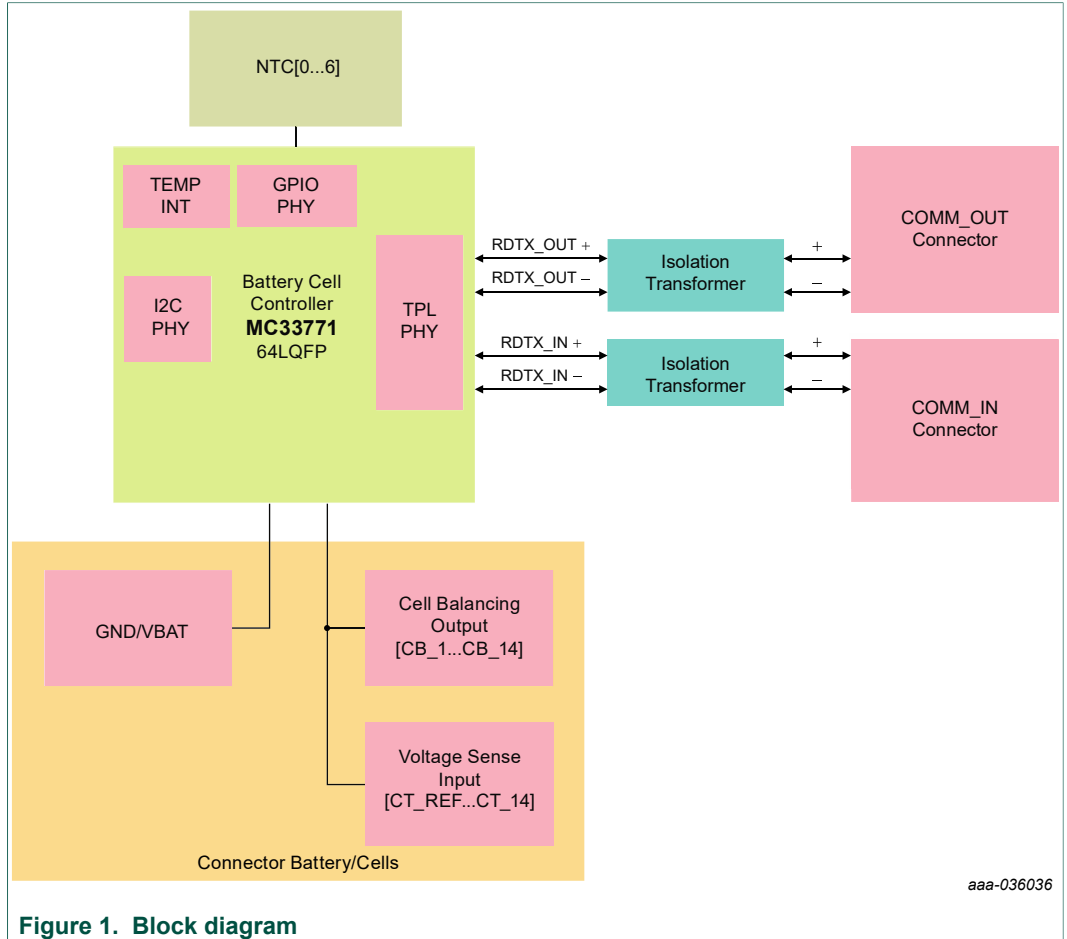 NTC[0...6]
TEMP
INT
GPIO
PHY
I2C
PHY
Battery Cell
Controller
MC33771
64LQFP
TPL
PHY
RDTX_OUT +
RDTX_OUT –
RDTX_IN +
RDTX_IN –
Isolation
Transformer
Isolation
Transformer
+
–
+
–
COMM_OUT
Connector
COMM_IN
Connector
GND/VBAT
Cell Balancing
Output
[CB_1...CB_14]
Voltage Sense
Input
[CT_REF...CT_14]
Connector Battery/Cells
aaa-036036
Figure 1. Block diagram